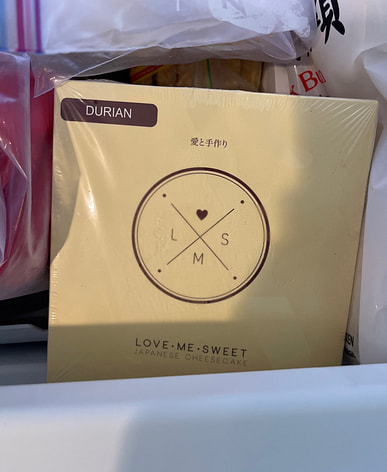 DURIAN
愛と手作り
L S
M
LOVE·ME·SWEET
JAPANESE CHEESECAKE